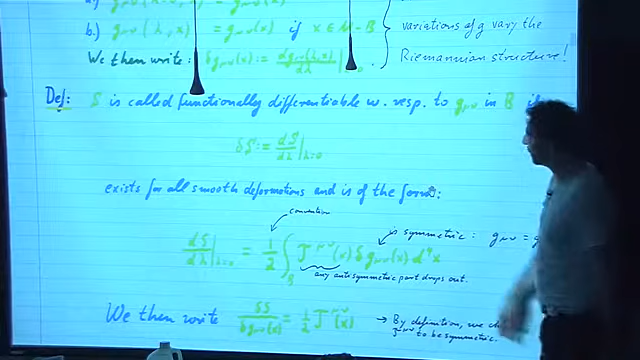 b.) gμν(λ,x) = gμν(x) if x ∈ M - B
variations of g vary the
We then write: δgμν(x) := dgμν(λ,x)/dλ |λ=0.
Riemannian structure!
Def: S is called functionally differentiable w. resp. to gμν in B
δS := dS/dλ |λ=0
exists for all smooth deformations and is of the form:
convention
is symmetric: gμν = g
dS/dλ |λ=0 = 1/2 ∫B Tμν(x) δgμν(x) d⁴x
any antisymmetric part drops out.
We then write δS/δgμν(x) = 1/2 Tμν(x)
→ By definition, we
Tμν to be symmetric.